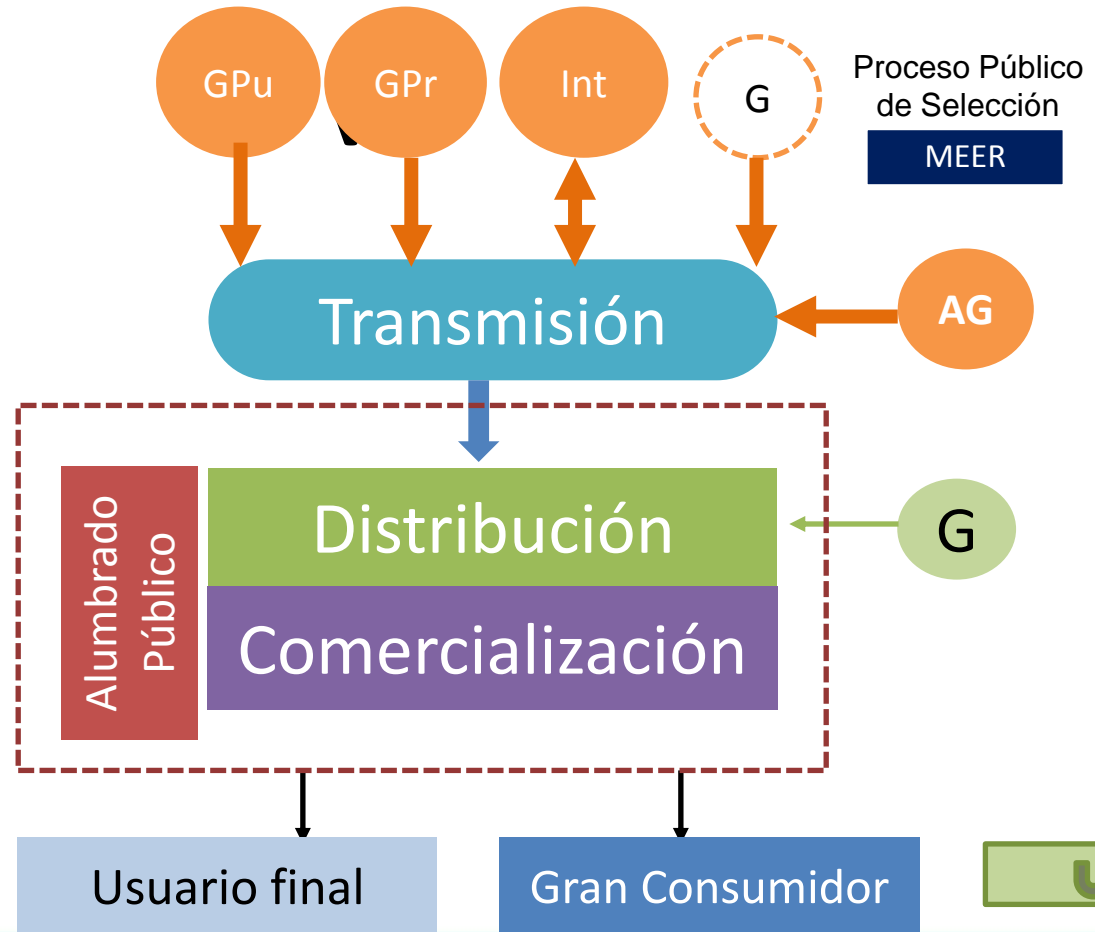 GPu
GPr
Int
G
Proceso Público
de Selección
MEER
Transmisión
AG
Alumbrado
Público
Distribución
G
Comercialización
Usuario final
Gran Consumidor